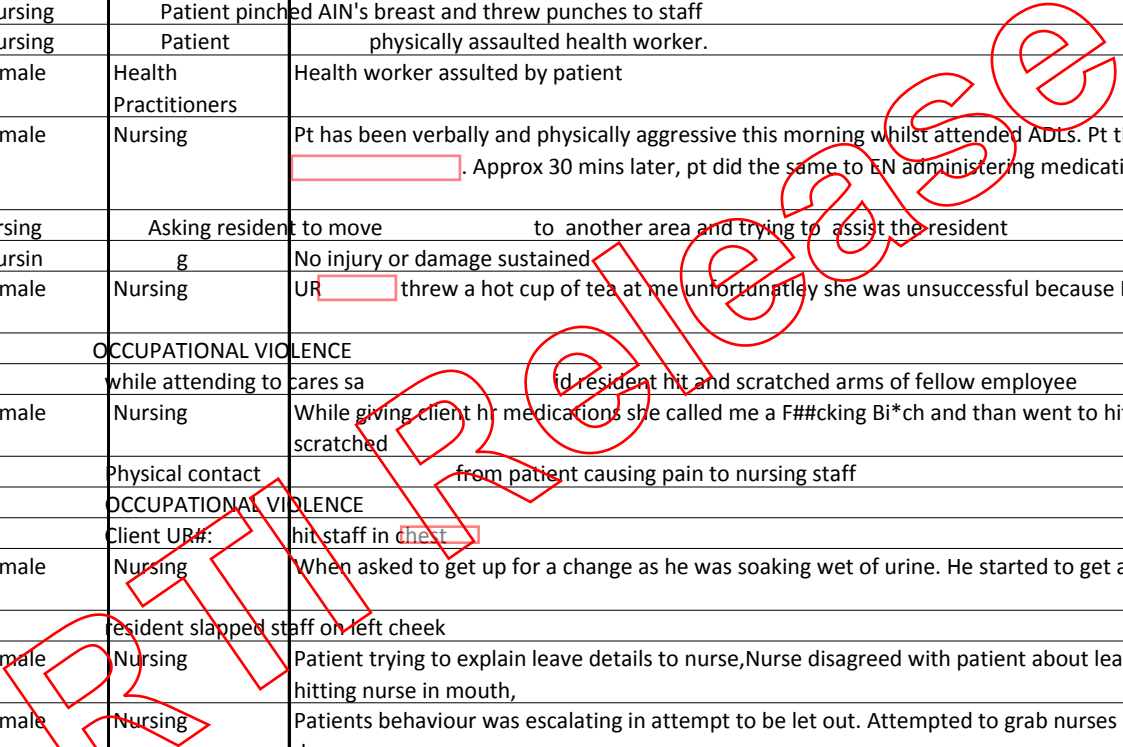 ursing Patient pinched AIN's breast and threw punches to staff
ursing Patient physically assaulted health worker.
male Health Health worker assulted by patient
Practitioners
male Nursing Pt has been verbally and physically aggressive this morning whilst attended ADLs. Pt t
. Approx 30 mins later, pt did the same to EN administering medicati
rsing Asking resident to move to another area and trying to assist the resident
ursin g No injury or damage sustained
male Nursing UR threw a hot cup of tea at me unfortunatley she was unsuccessful because
OCCUPATIONAL VIOLENCE
while attending to cares sa id resident hit and scratched arms of fellow employee
male Nursing While giving client hr medications she called me a F##cking Bi*ch and than went to hit
scratched
Physical contact from patient causing pain to nursing staff
OCCUPATIONAL VIOLENCE
Client UR#: hit staff in chest
male Nursing When asked to get up for a change as he was soaking wet of urine. He started to get a
resident slapped staff on left cheek
male Nursing Patient trying to explain leave details to nurse,Nurse disagreed with patient about lea
hitting nurse in mouth,
male Nursing Patients behaviour was escalating in attempt to be let out. Attempted to grab nurses
RTI Release